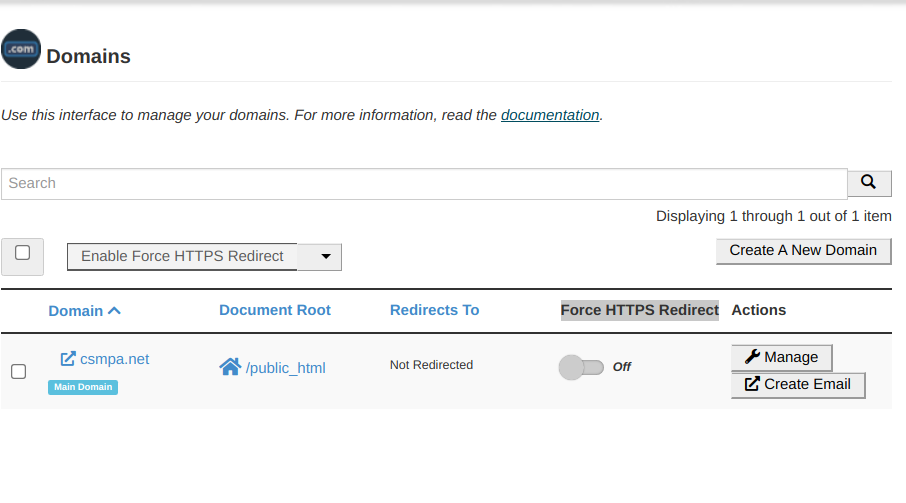 .com Domains
Use this interface to manage your domains. For more information, read the documentation.
Search
Displaying 1 through 1 out of 1 item
Enable Force HTTPS Redirect
Create A New Domain
Domain
Document Root
Redirects To
Force HTTPS Redirect
Actions
csmpa.net
Main Domain
/public_html
Not Redirected
Off
Manage
Create Email